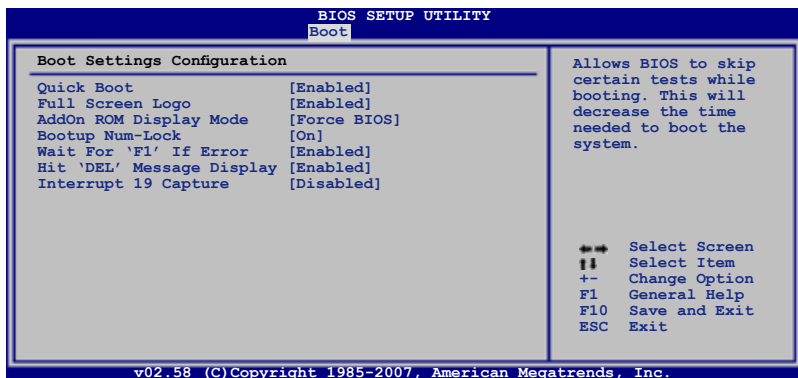 BIOS SETUP UTILITY
Boot
Boot Settings Configuration
Quick Boot [Enabled]
Full Screen Logo [Enabled]
AddOn ROM Display Mode [Force BIOS]
Bootup Num-Lock [On]
Wait For ‘F1’ If Error [Enabled]
Hit ‘DEL’ Message Display [Enabled]
Interrupt 19 Capture [Disabled]
Allows BIOS to skip
certain tests while
booting. This will
decrease the time
needed to boot the
system.
←→ Select Screen
↑↓ Select Item
+- Change Option
F1 General Help
F10 Save and Exit
ESC Exit
v02.58 (C)Copyright 1985-2007, American Megatrends, Inc.